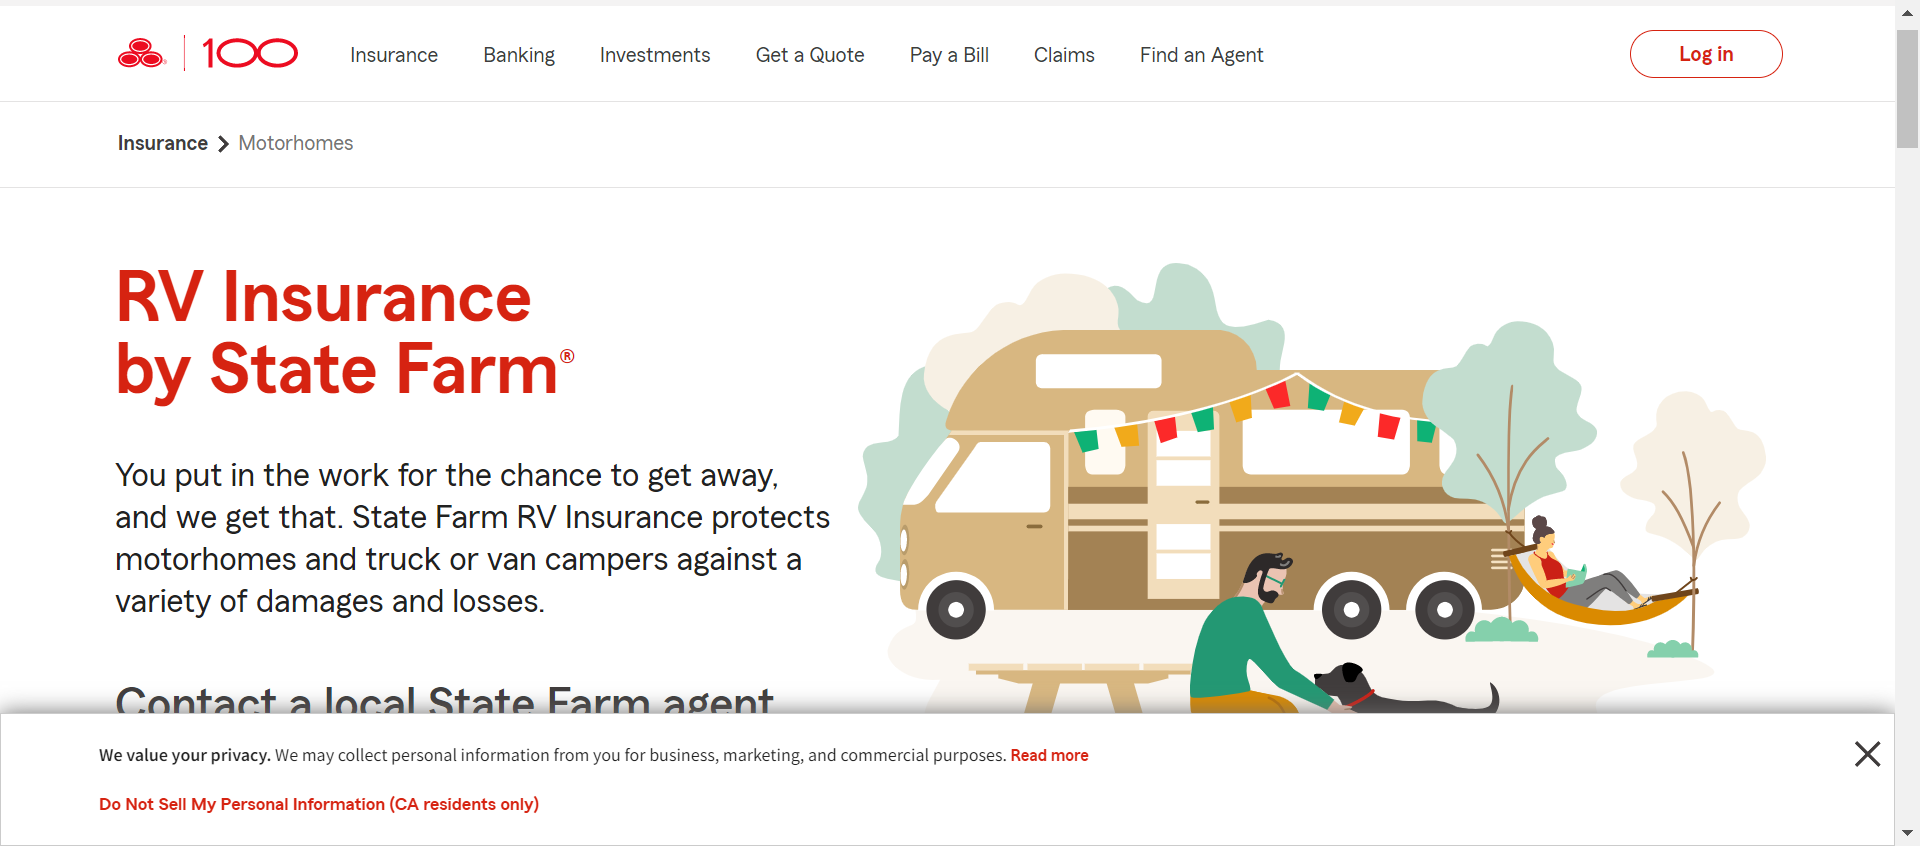 100
Insurance
Banking
Investments
Get a Quote
Pay a Bill
Claims
Find an Agent
Log in
Insurance
Motorhomes
RV Insurance
by State Farm®
You put in the work for the chance to get away,
and we get that. State Farm RV Insurance protects
motorhomes and truck or van campers against a
variety of damages and losses.
Contact a local State Farm agent
We value your privacy. We may collect personal information from you for business, marketing, and commercial purposes. Read more
Do Not Sell My Personal Information (CA residents only)